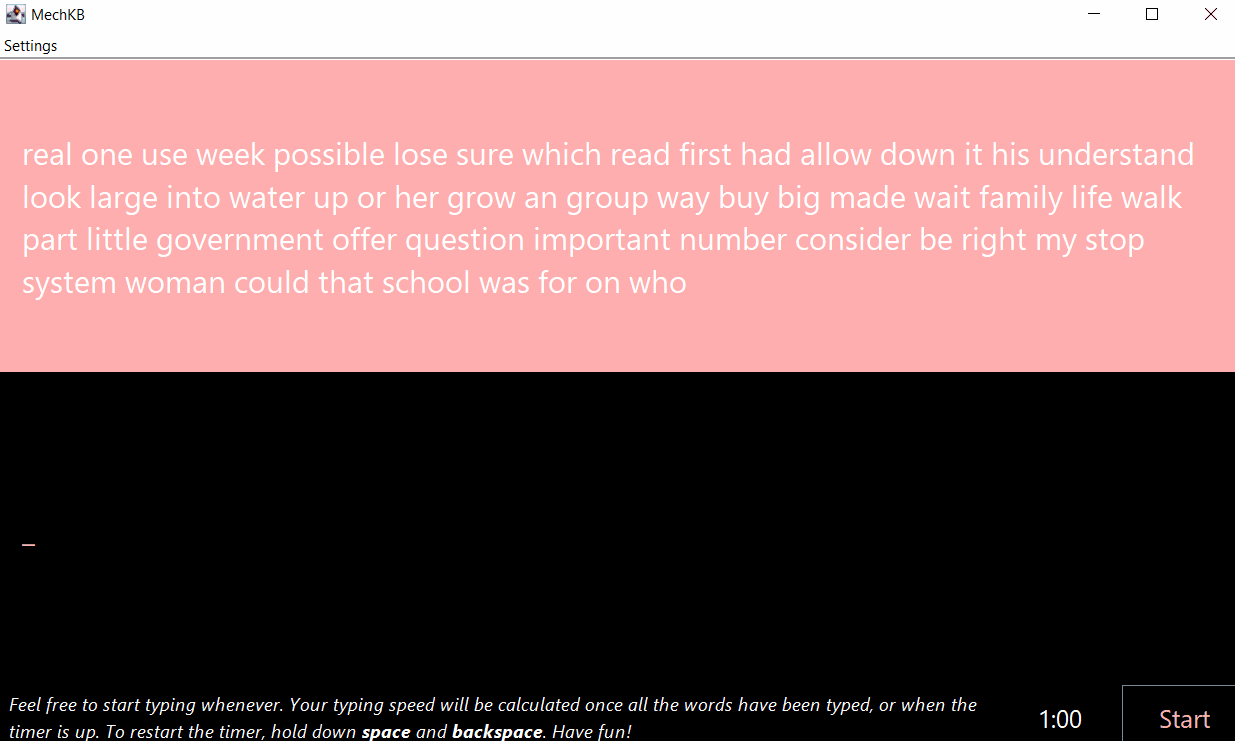 MechKB
Settings
real one use week possible lose sure which read first had allow down it his understand
look large into water up or her grow an group way buy big made wait family life walk
part little government offer question important number consider be right my stop
system woman could that school was for on who
_
Feel free to start typing whenever. Your typing speed will be calculated once all the words have been typed, or when the
timer is up. To restart the timer, hold down space and backspace. Have fun!
1:00
Start